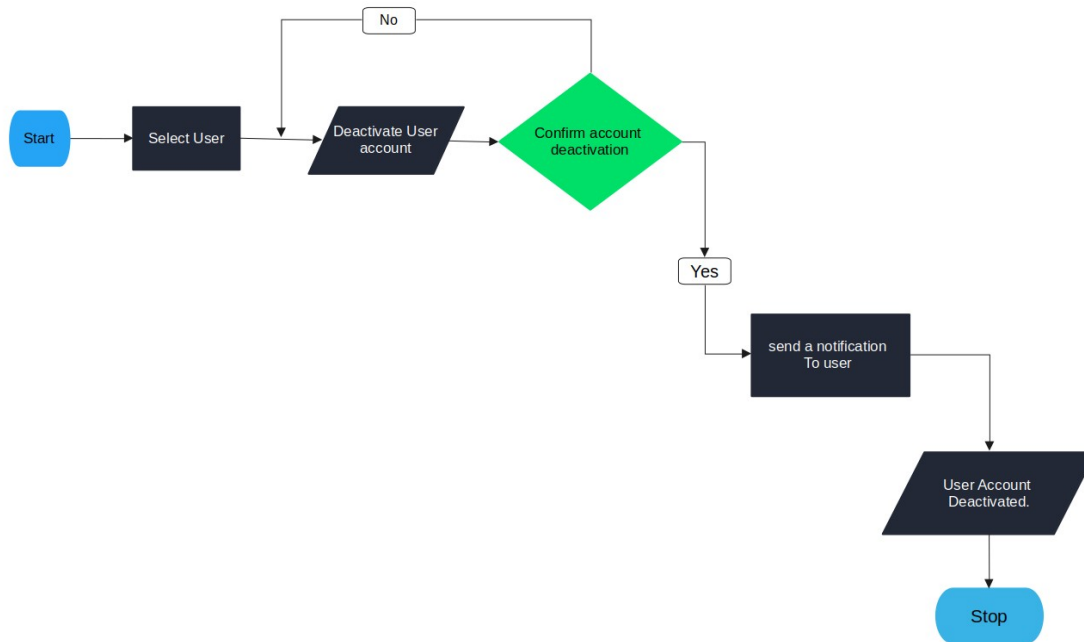 No
Start
Select User
Deactivate User
account
Confirm account
deactivation
Yes
send a notification
To user
User Account
Deactivated.
Stop